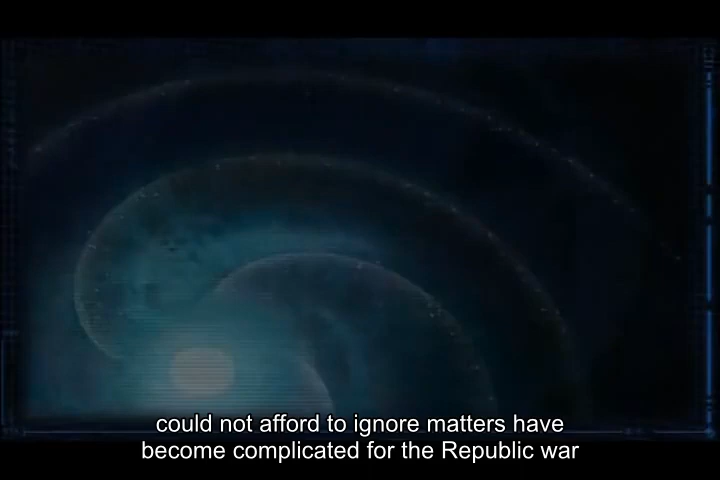 could not afford to ignore matters have
become complicated for the Republic war